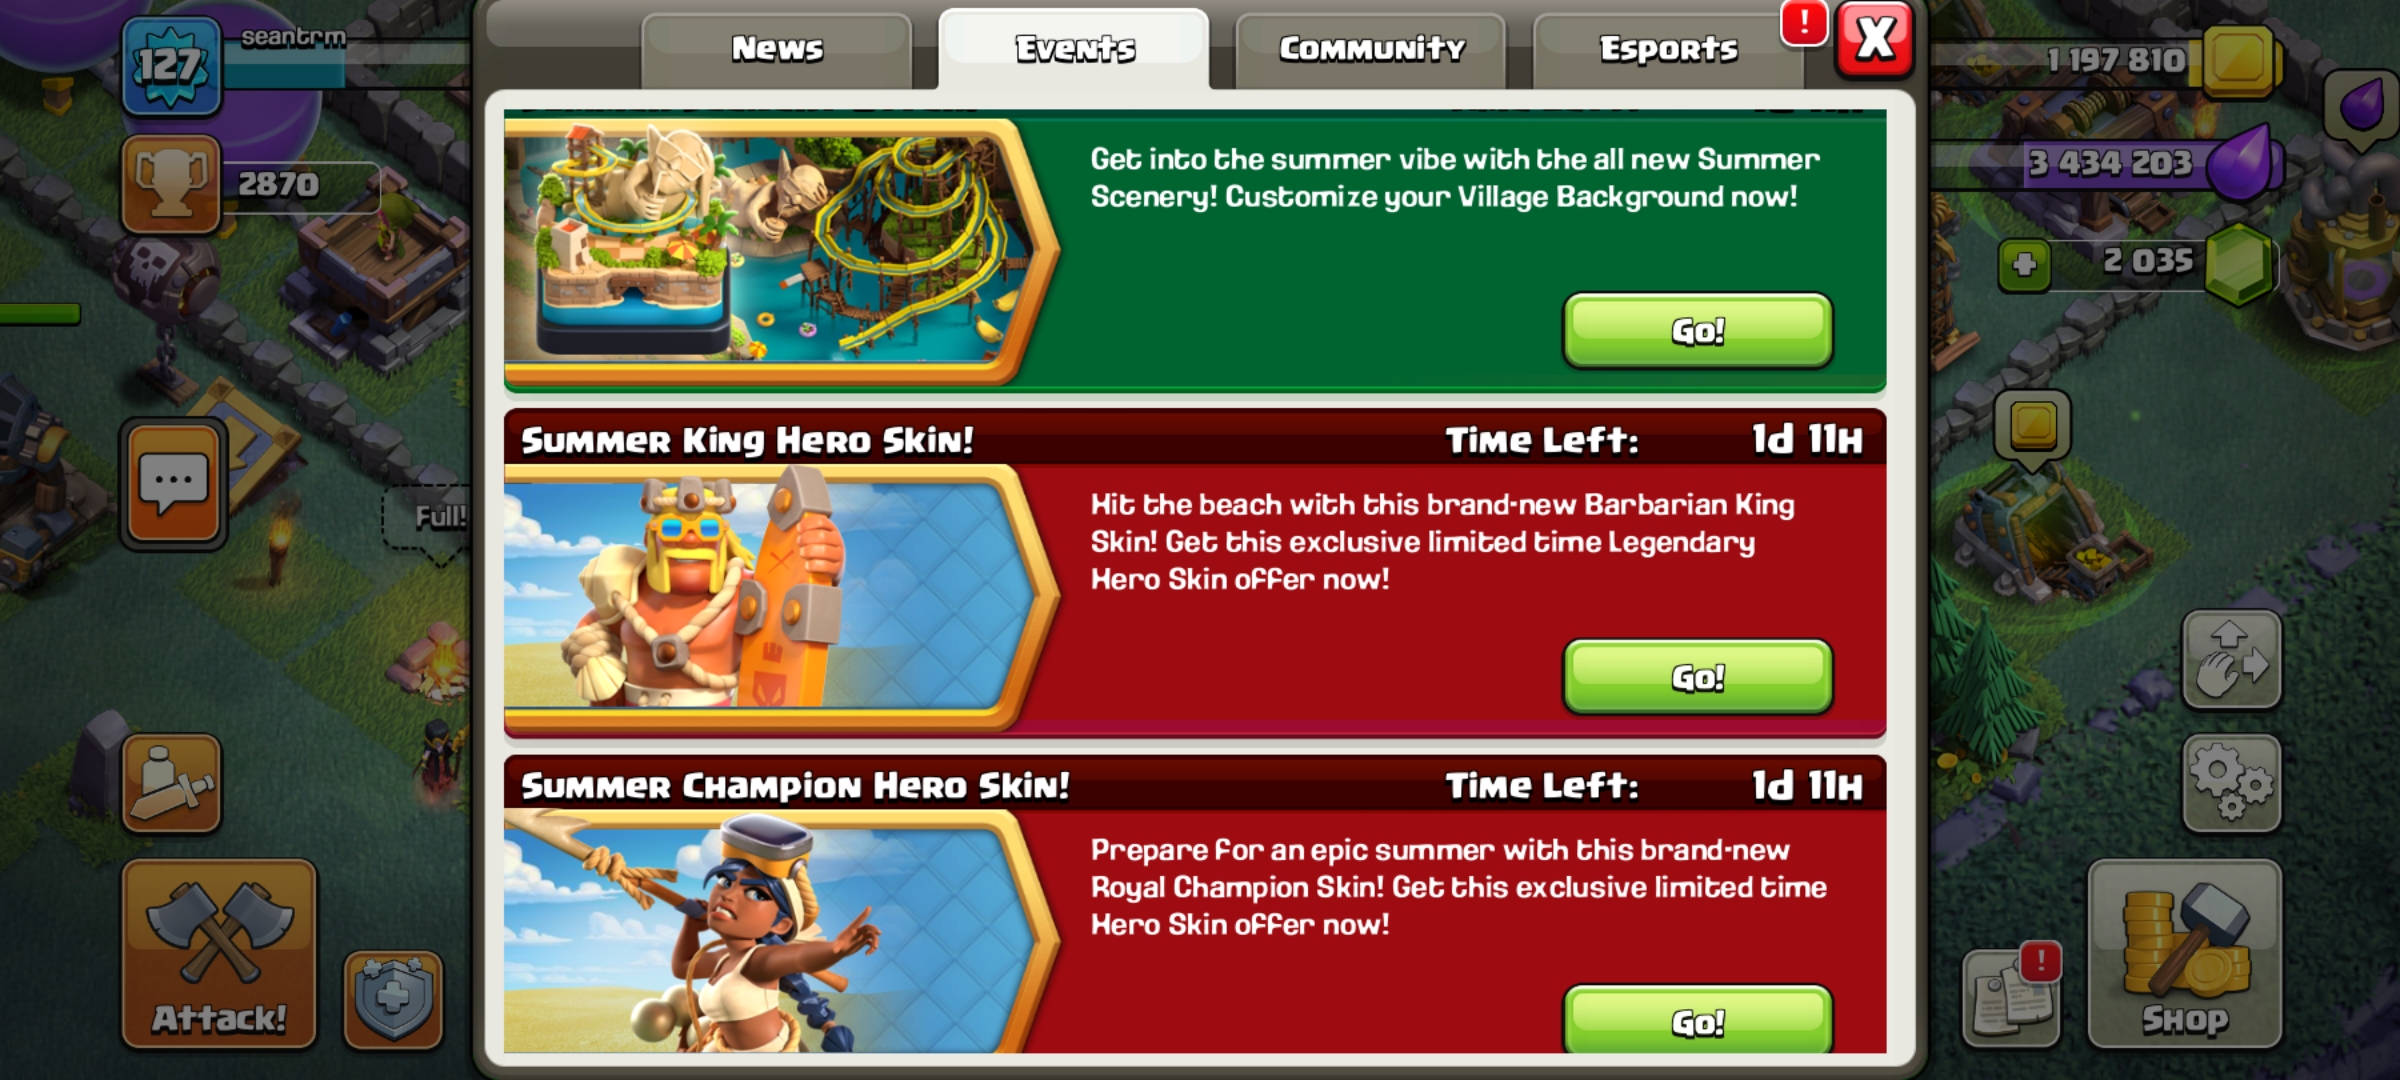 127
seantrm
2870
News
Events
Community
Esports
!
X
1 197 810
3 434 203
2 035
Get into the summer vibe with the all new Summer
Scenery! Customize your Village Background now!
Go!
Summer King Hero Skin!
Time Left: 1d 11H
Hit the beach with this brand-new Barbarian King
Skin! Get this exclusive limited time Legendary
Hero Skin offer now!
Go!
Full!
Summer Champion Hero Skin!
Time Left: 1d 11H
Prepare for an epic summer with this brand-new
Royal Champion Skin! Get this exclusive limited time
Hero Skin offer now!
Go!
Attack!
!
Shop